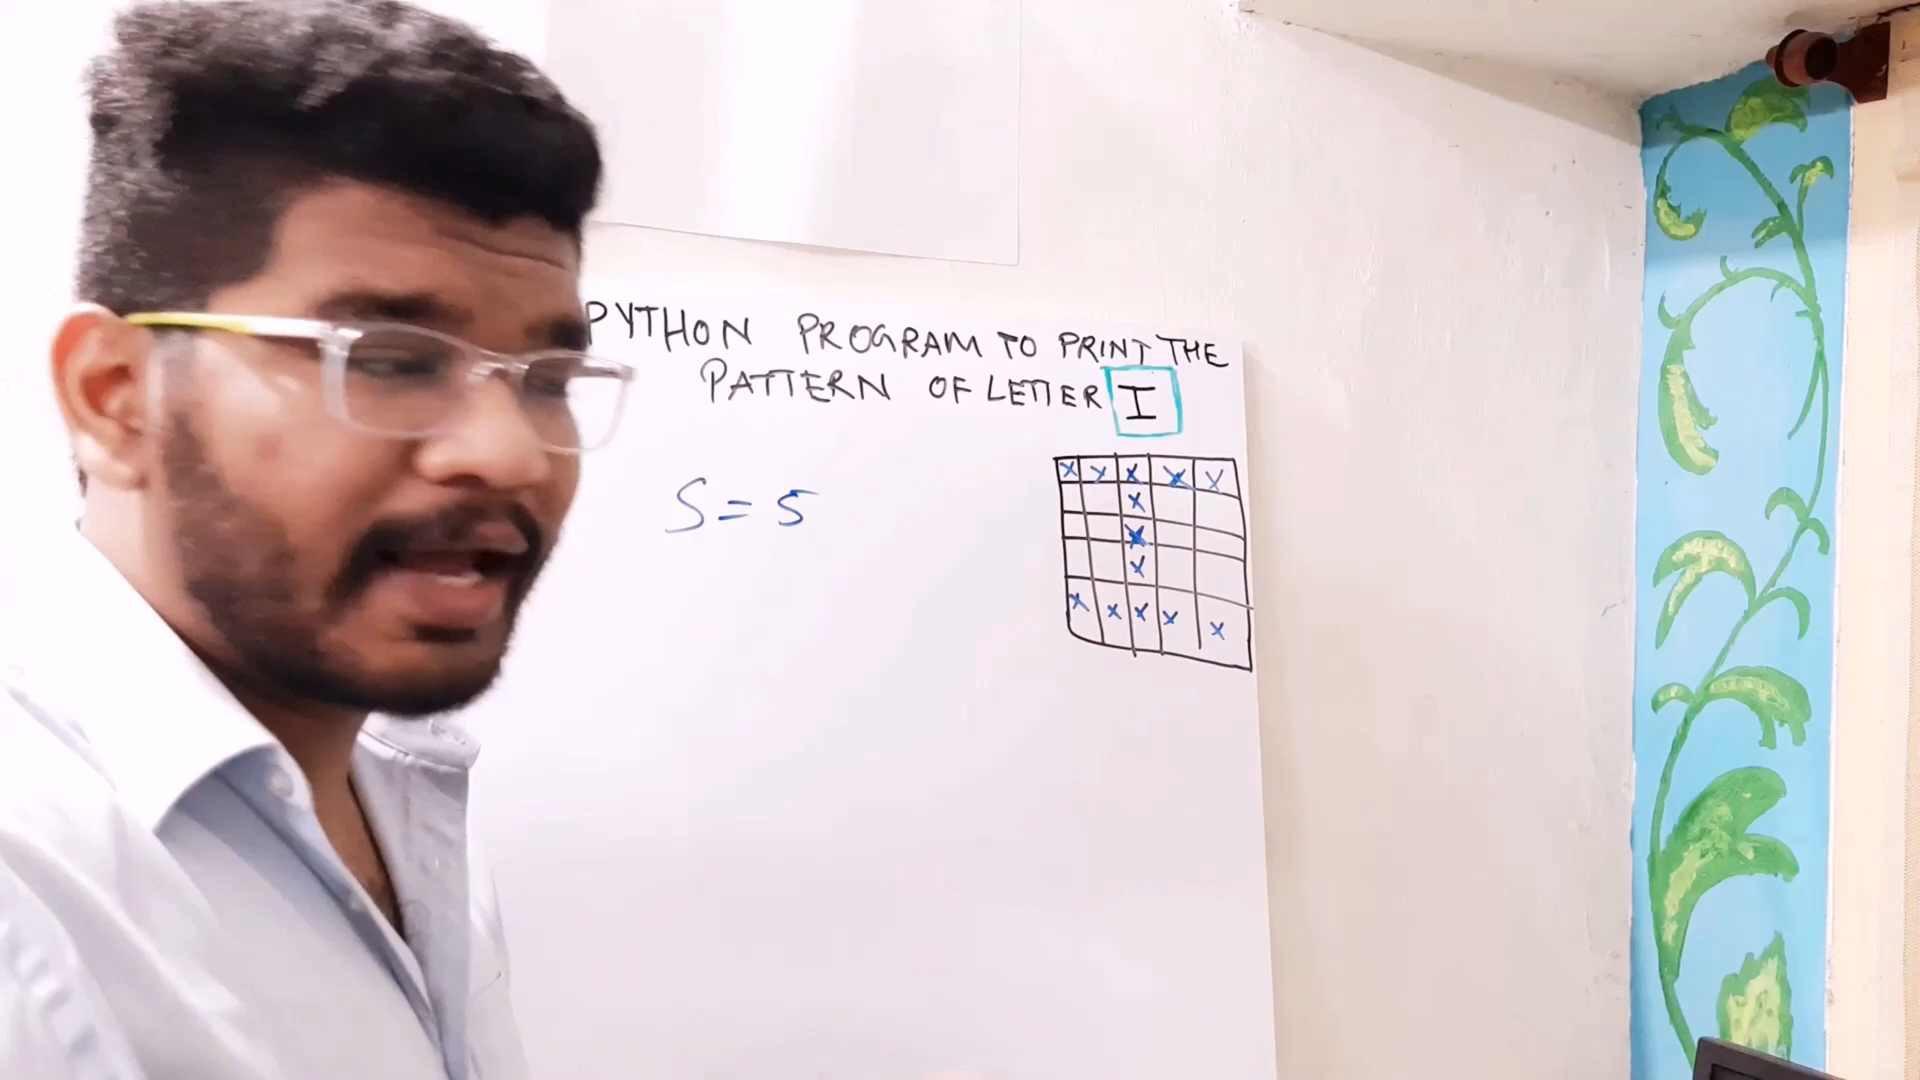 PYTHON PROGRAM TO PRINT THE
PATTERN OF LETTER I
S = 5
x x x x x
x
x
x
x x x x x